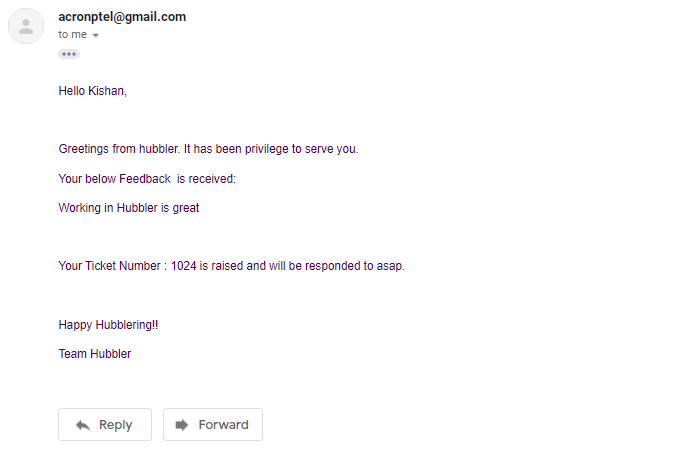 acronptel@gmail.com
to me
Hello Kishan,
Greetings from hubbler. It has been privilege to serve you.
Your below Feedback  is received:
Working in Hubbler is great
Your Ticket Number : 1024 is raised and will be responded to asap.
Happy Hubblering!!
Team Hubbler
Reply Forward